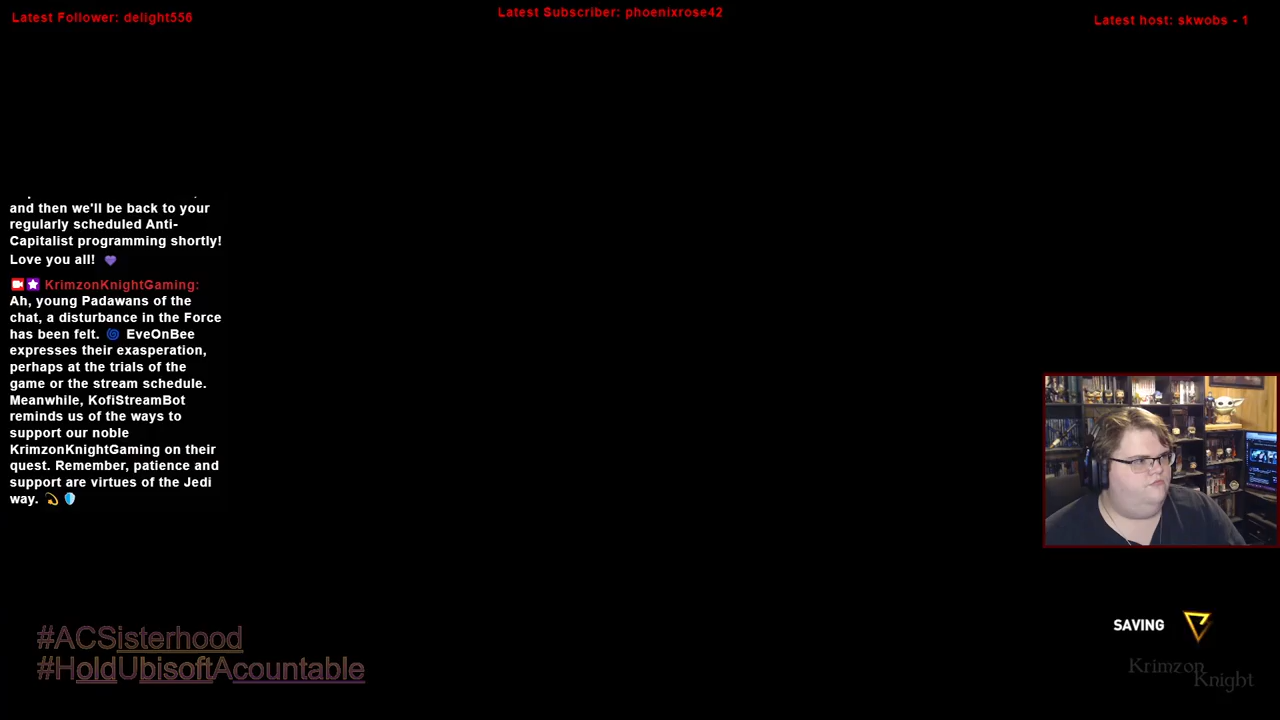 Latest Follower: delight556
Latest Subscriber: phoenixrose42
Latest host: skwobs - 1
and then we'll be back to your
regularly scheduled Anti-
Capitalist programming shortly!
Love you all!
KrimzonKnightGaming:
Ah, young Padawans of the
chat, a disturbance in the Force
has been felt. EveOnBee
expresses their exasperation,
perhaps at the trials of the
game or the stream schedule.
Meanwhile, KofiStreamBot
reminds us of the ways to
support our noble
KrimzonKnightGaming on their
quest. Remember, patience and
support are virtues of the Jedi
way.
#ACSisterhood
#HoldUbisoftAcountable
SAVING
Krimzon
Knight